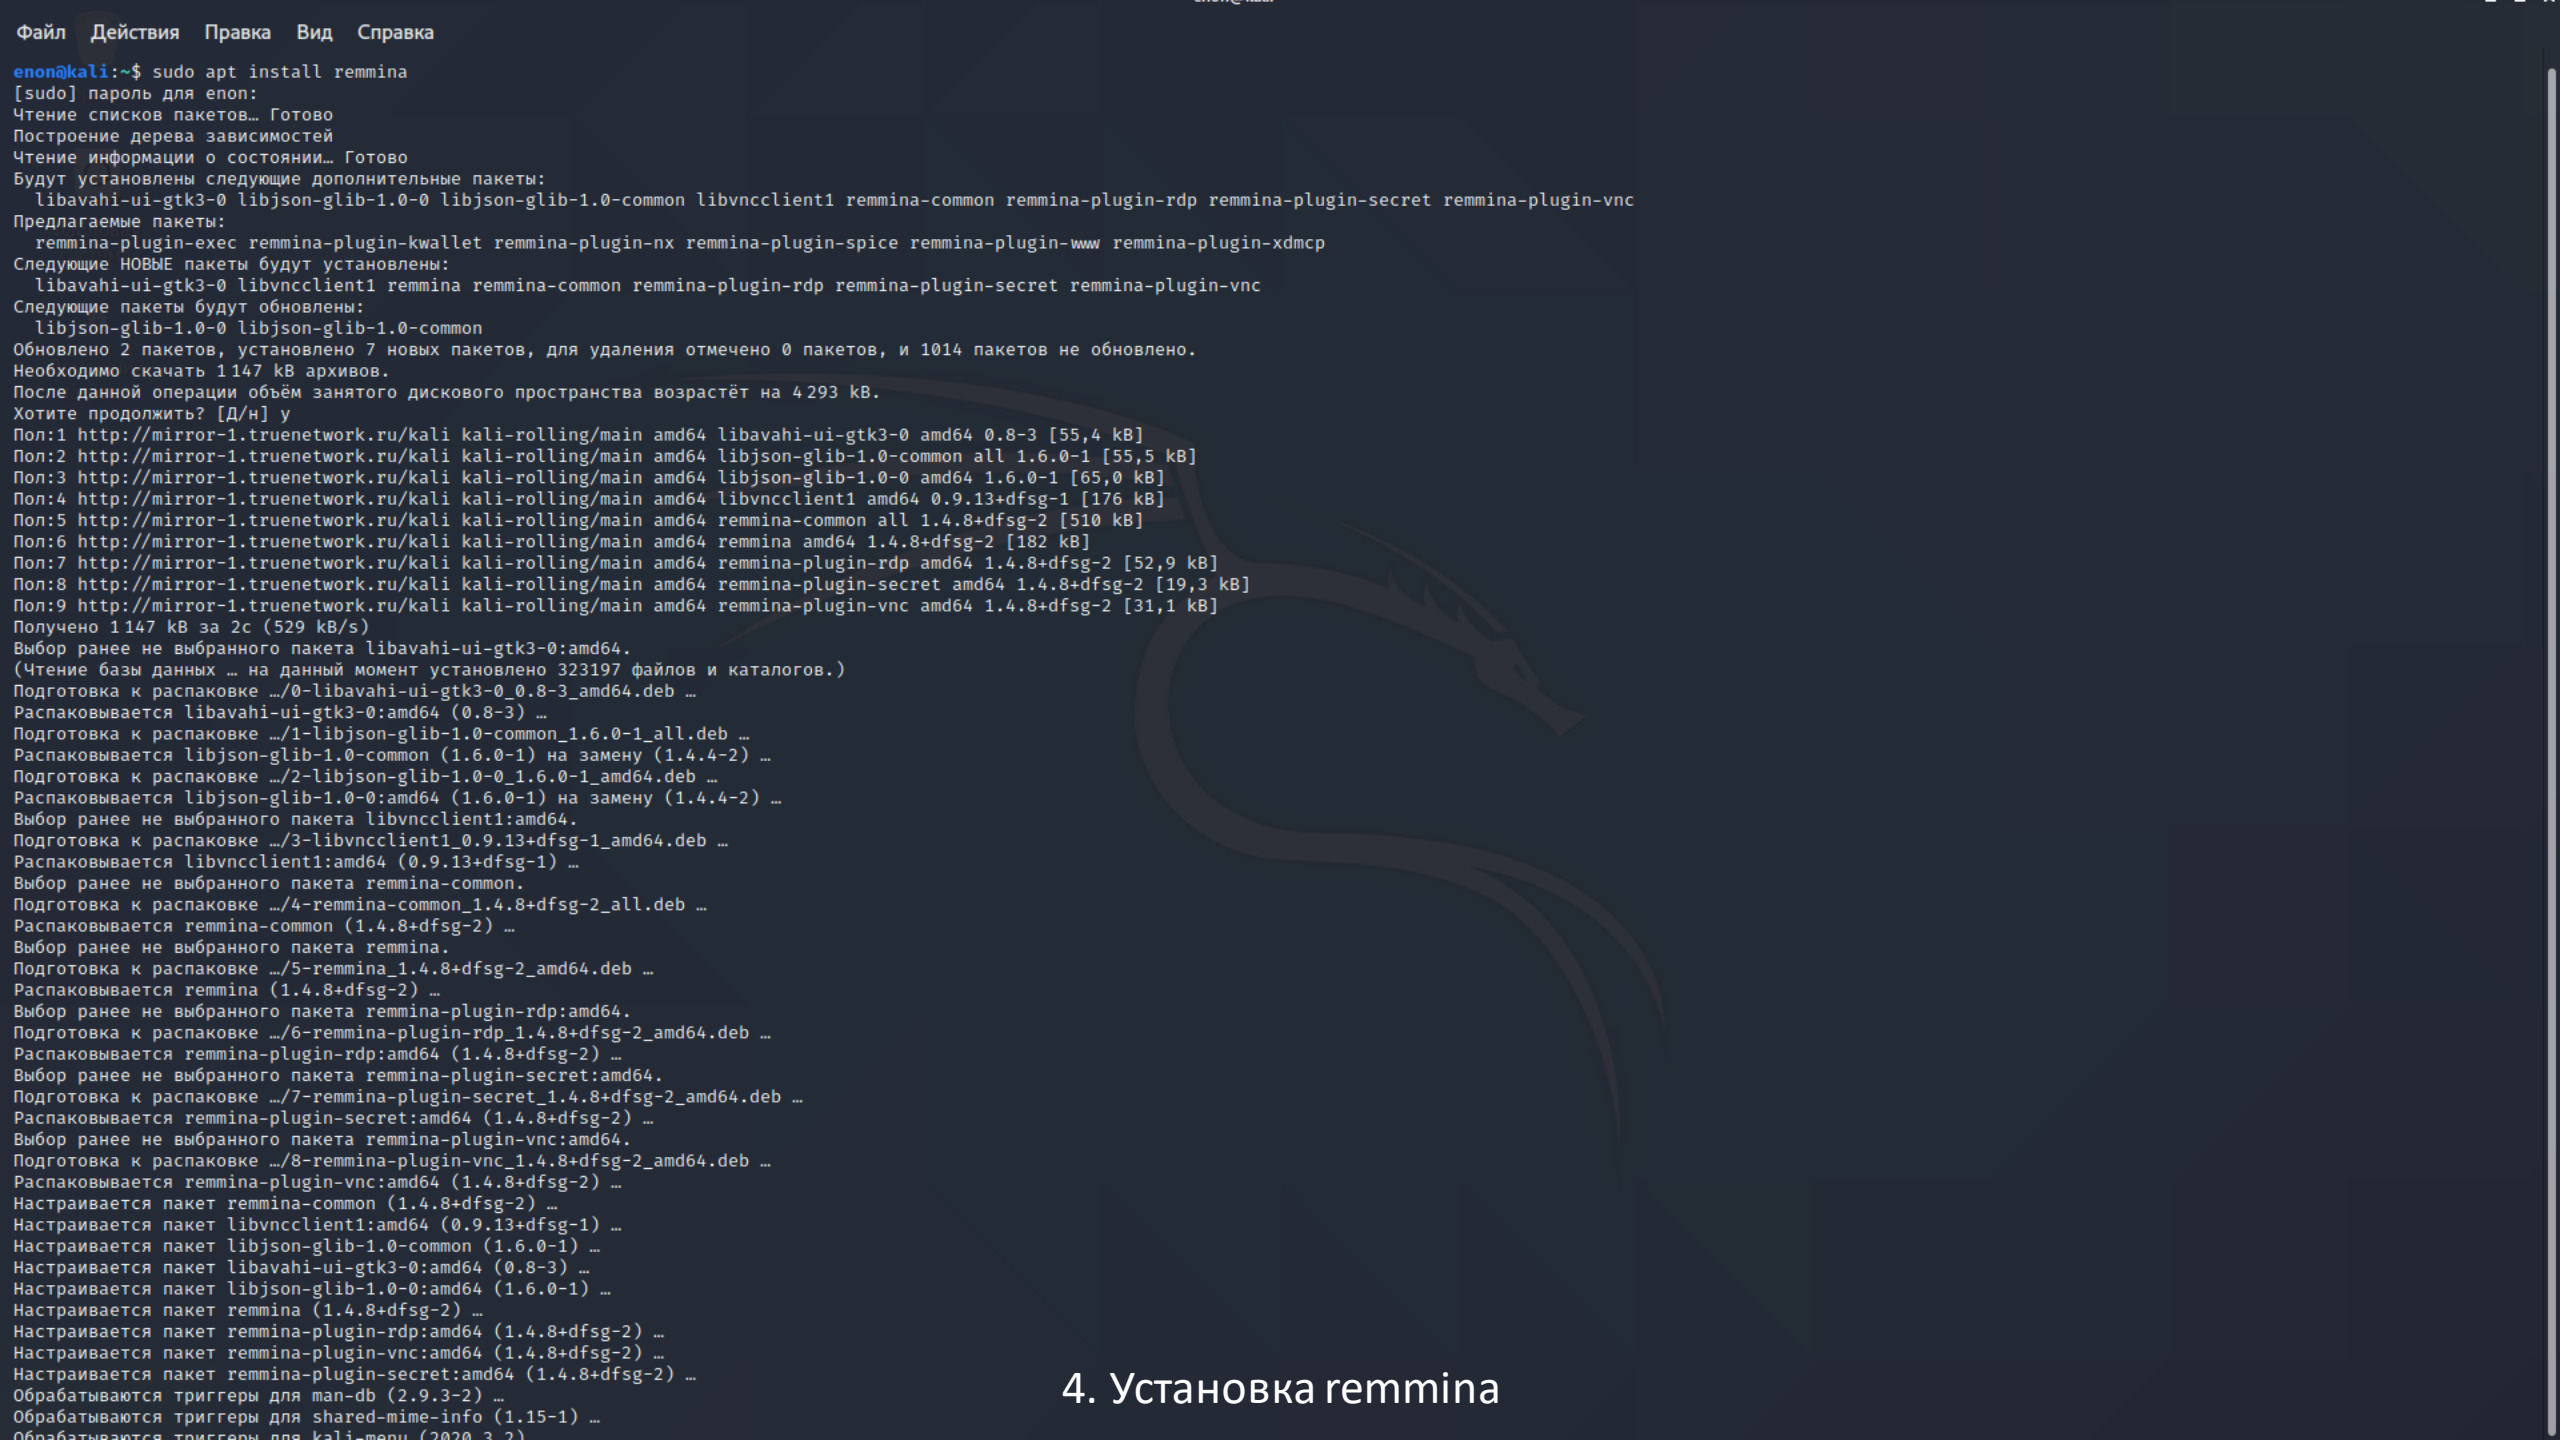 Файл Действия Правка Вид Справка
enon@kali:~$ sudo apt install remmina
[sudo] пароль для enon:
Чтение списков пакетов… Готово
Построение дерева зависимостей
Чтение информации о состоянии… Готово
Будут установлены следующие дополнительные пакеты:
libavahi-ui-gtk3-0 libjson-glib-1.0-0 libjson-glib-1.0-common libvncclient1 remmina-common remmina-plugin-rdp remmina-plugin-secret remmina-plugin-vnc
Предлагаемые пакеты:
remmina-plugin-exec remmina-plugin-kwallet remmina-plugin-nx remmina-plugin-spice remmina-plugin-www remmina-plugin-xdmcp
Следующие НОВЫЕ пакеты будут установлены:
libavahi-ui-gtk3-0 libvncclient1 remmina remmina-common remmina-plugin-rdp remmina-plugin-secret remmina-plugin-vnc
Следующие пакеты будут обновлены:
libjson-glib-1.0-0 libjson-glib-1.0-common
Обновлено 2 пакетов, установлено 7 новых пакетов, для удаления отмечено 0 пакетов, и 1014 пакетов не обновлено.
Необходимо скачать 1 147 kB архивов.
После данной операции объём занятого дискового пространства возрастёт на 4 293 kB.
Хотите продолжить? [Д/н] y
Пол:1 http://mirror-1.truenetwork.ru/kali kali-rolling/main amd64 libavahi-ui-gtk3-0 amd64 0.8-3 [55,4 kB]
Пол:2 http://mirror-1.truenetwork.ru/kali kali-rolling/main amd64 libjson-glib-1.0-common all 1.6.0-1 [55,5 kB]
Пол:3 http://mirror-1.truenetwork.ru/kali kali-rolling/main amd64 libjson-glib-1.0-0 amd64 1.6.0-1 [65,0 kB]
Пол:4 http://mirror-1.truenetwork.ru/kali kali-rolling/main amd64 libvncclient1 amd64 0.9.13+dfsg-1 [176 kB]
Пол:5 http://mirror-1.truenetwork.ru/kali kali-rolling/main amd64 remmina-common all 1.4.8+dfsg-2 [510 kB]
Пол:6 http://mirror-1.truenetwork.ru/kali kali-rolling/main amd64 remmina amd64 1.4.8+dfsg-2 [182 kB]
Пол:7 http://mirror-1.truenetwork.ru/kali kali-rolling/main amd64 remmina-plugin-rdp amd64 1.4.8+dfsg-2 [52,9 kB]
Пол:8 http://mirror-1.truenetwork.ru/kali kali-rolling/main amd64 remmina-plugin-secret amd64 1.4.8+dfsg-2 [19,3 kB]
Пол:9 http://mirror-1.truenetwork.ru/kali kali-rolling/main amd64 remmina-plugin-vnc amd64 1.4.8+dfsg-2 [31,1 kB]
Получено 1 147 kB за 2с (529 kB/s)
Выбор ранее не выбранного пакета libavahi-ui-gtk3-0:amd64.
(Чтение базы данных … на данный момент установлено 323197 файлов и каталогов.)
Подготовка к распаковке …/0-libavahi-ui-gtk3-0_0.8-3_amd64.deb …
Распаковывается libavahi-ui-gtk3-0:amd64 (0.8-3) …
Подготовка к распаковке …/1-libjson-glib-1.0-common_1.6.0-1_all.deb …
Распаковывается libjson-glib-1.0-common (1.6.0-1) на замену (1.4.4-2) …
Подготовка к распаковке …/2-libjson-glib-1.0-0_1.6.0-1_amd64.deb …
Распаковывается libjson-glib-1.0-0:amd64 (1.6.0-1) на замену (1.4.4-2) …
Выбор ранее не выбранного пакета libvncclient1:amd64.
Подготовка к распаковке …/3-libvncclient1_0.9.13+dfsg-1_amd64.deb …
Распаковывается libvncclient1:amd64 (0.9.13+dfsg-1) …
Выбор ранее не выбранного пакета remmina-common.
Подготовка к распаковке …/4-remmina-common_1.4.8+dfsg-2_all.deb …
Распаковывается remmina-common (1.4.8+dfsg-2) …
Выбор ранее не выбранного пакета remmina.
Подготовка к распаковке …/5-remmina_1.4.8+dfsg-2_amd64.deb …
Распаковывается remmina (1.4.8+dfsg-2) …
Выбор ранее не выбранного пакета remmina-plugin-rdp:amd64.
Подготовка к распаковке …/6-remmina-plugin-rdp_1.4.8+dfsg-2_amd64.deb …
Распаковывается remmina-plugin-rdp:amd64 (1.4.8+dfsg-2) …
Выбор ранее не выбранного пакета remmina-plugin-secret:amd64.
Подготовка к распаковке …/7-remmina-plugin-secret_1.4.8+dfsg-2_amd64.deb …
Распаковывается remmina-plugin-secret:amd64 (1.4.8+dfsg-2) …
Выбор ранее не выбранного пакета remmina-plugin-vnc:amd64.
Подготовка к распаковке …/8-remmina-plugin-vnc_1.4.8+dfsg-2_amd64.deb …
Распаковывается remmina-plugin-vnc:amd64 (1.4.8+dfsg-2) …
Настраивается пакет remmina-common (1.4.8+dfsg-2) …
Настраивается пакет libvncclient1:amd64 (0.9.13+dfsg-1) …
Настраивается пакет libjson-glib-1.0-common (1.6.0-1) …
Настраивается пакет libavahi-ui-gtk3-0:amd64 (0.8-3) …
Настраивается пакет libjson-glib-1.0-0:amd64 (1.6.0-1) …
Настраивается пакет remmina (1.4.8+dfsg-2) …
Настраивается пакет remmina-plugin-rdp:amd64 (1.4.8+dfsg-2) …
Настраивается пакет remmina-plugin-vnc:amd64 (1.4.8+dfsg-2) …
Настраивается пакет remmina-plugin-secret:amd64 (1.4.8+dfsg-2) …
Обрабатываются триггеры для man-db (2.9.3-2) …
Обрабатываются триггеры для shared-mime-info (1.15-1) …
Обрабатываются триггеры для kali-menu (2020.3.2)
4. Установка remmina